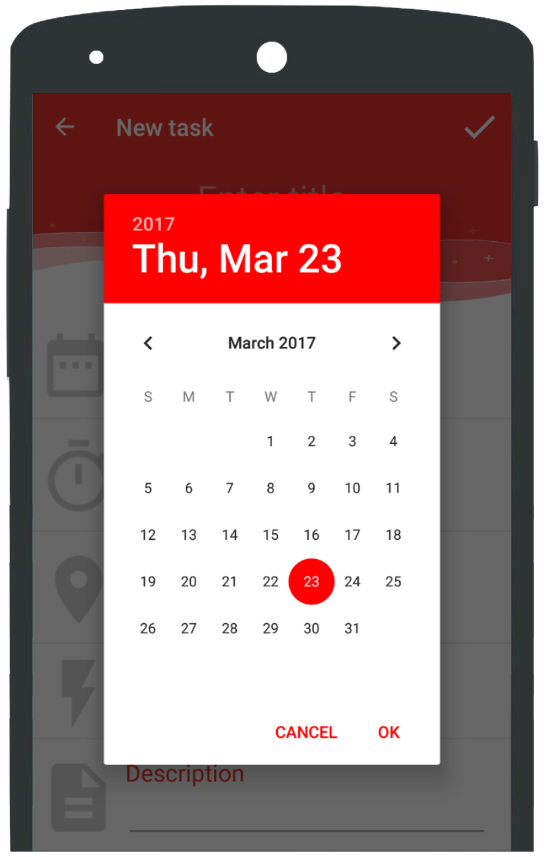 New task
Enter title
2017
Thu, Mar 23
March 2017
S M T W T F S
1 2 3 4
5 6 7 8 9 10 11
12 13 14 15 16 17 18
19 20 21 22 23 24 25
26 27 28 29 30 31
CANCEL OK
Description